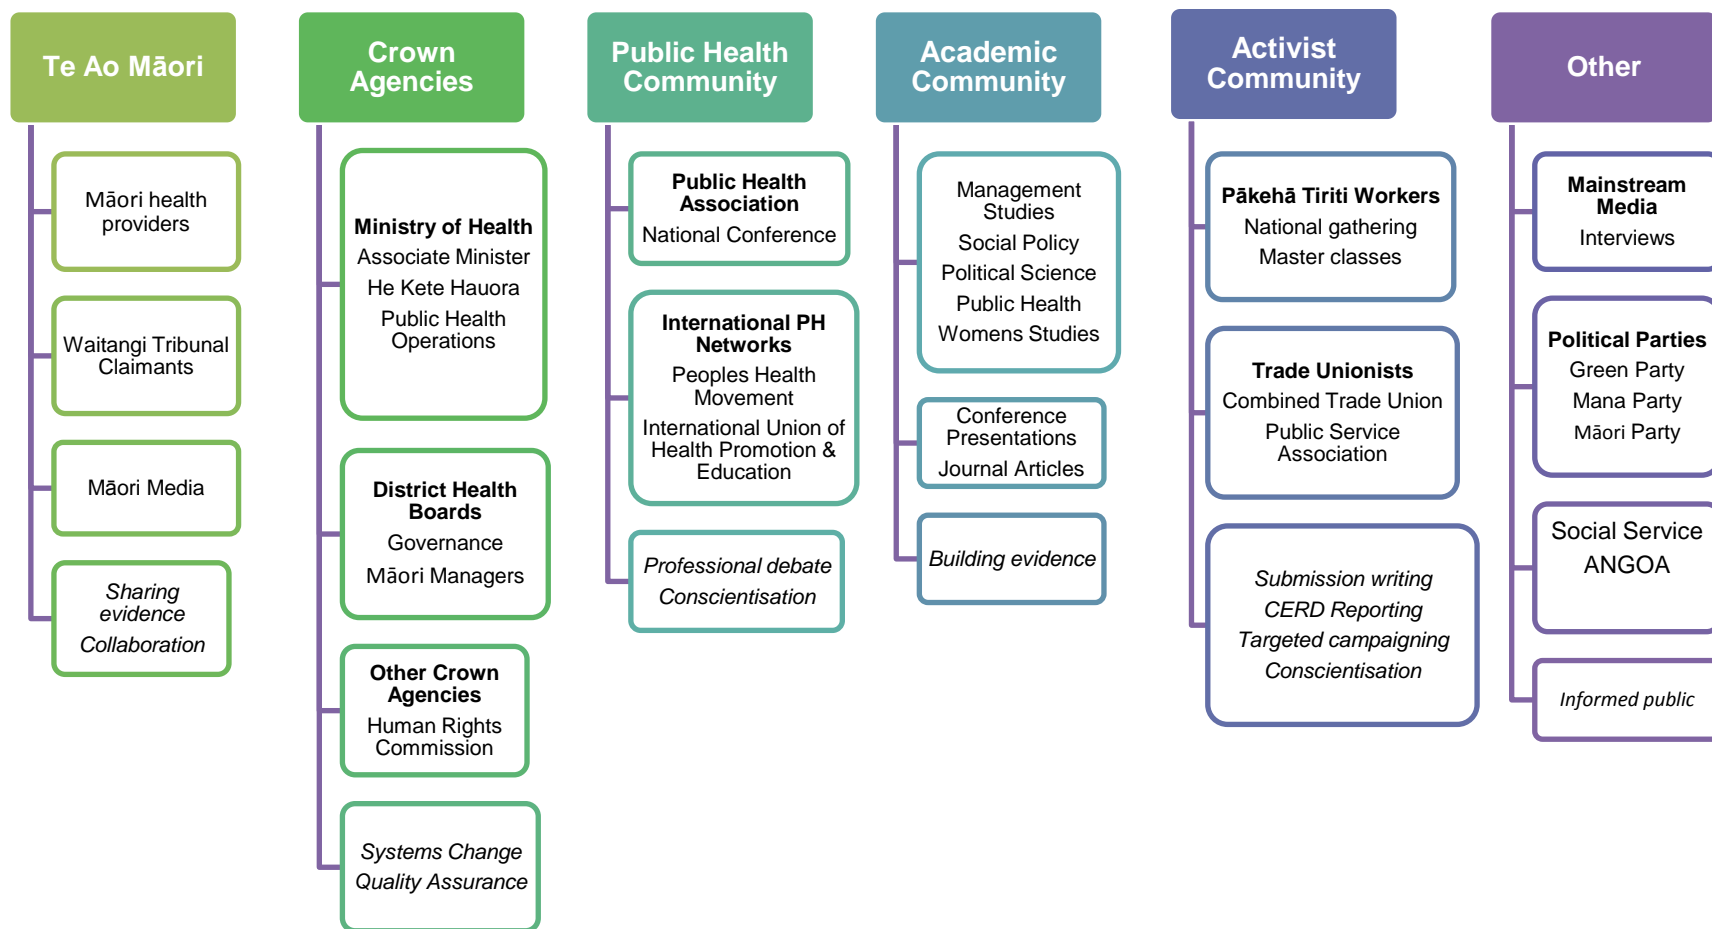 Te Ao Māori
Māori health
providers
Waitangi Tribunal
Claimants
Māori Media
Sharing
evidence
Collaboration
Crown
Agencies
Ministry of Health
Associate Minister
He Kete Hauora
Public Health
Operations
District Health
Boards
Governance
Māori Managers
Other Crown
Agencies
Human Rights
Commission
Systems Change
Quality Assurance
Public Health
Community
Public Health
Association
National Conference
International PH
Networks
Peoples Health
Movement
International Union of
Health Promotion &
Education
Professional debate
Conscientisation
Academic
Community
Management
Studies
Social Policy
Political Science
Public Health
Womens Studies
Conference
Presentations
Journal Articles
Building evidence
Activist
Community
Pākehā Tiriti Workers
National gathering
Master classes
Trade Unionists
Combined Trade Union
Public Service
Association
Submission writing
CERD Reporting
Targeted campaigning
Conscientisation
Other
Mainstream
Media
Interviews
Political Parties
Green Party
Mana Party
Māori Party
Social Service
ANGOA
Informed public